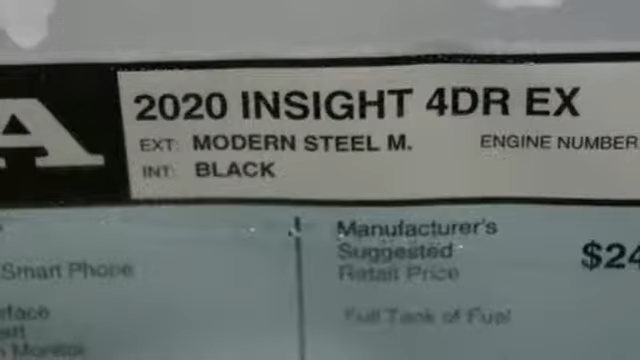 A
2020 INSIGHT 4DR EX
EXT: MODERN STEEL M. ENGINE NUMBER
INT: BLACK
Manufacturer's
Suggested
Retail Price
$24
Smart Phone
Full Tank of Fuel
Monitor